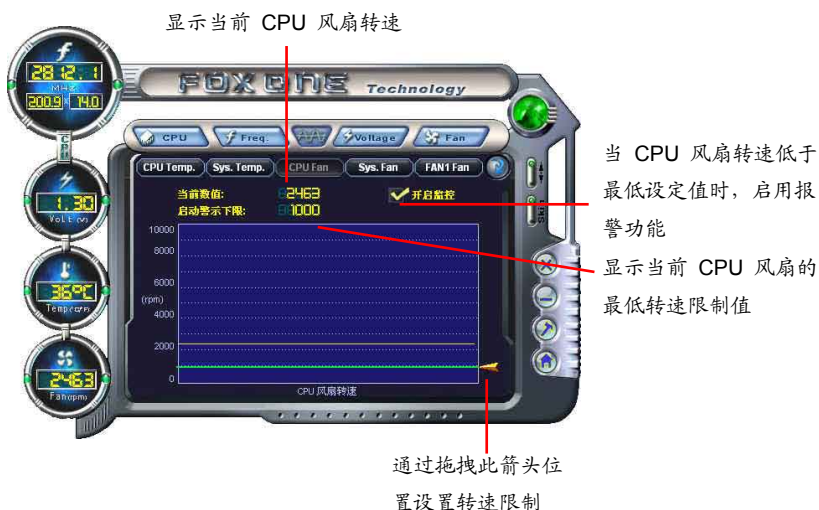 显示当前 CPU 风扇转速
2812.1
MHz
200.9 x 14.0
FOXONE Technology
CPU Freq. Voltage Fan
CPU
CPU Temp. Sys. Temp. CPU Fan Sys. Fan FAN1 Fan ?
当前数值: 2463 开启监控
启动警示下限: 1000
1.30
Volt.(v)
Skin
36°C
Temp(c/F)
2463
Fan(rpm)
10000
8000
6000
(rpm)
4000
2000
0
CPU 风扇转速
当 CPU 风扇转速低于
最低设定值时，启用报
警功能
显示当前 CPU 风扇的
最低转速限制值
通过拖拽此箭头位
置设置转速限制